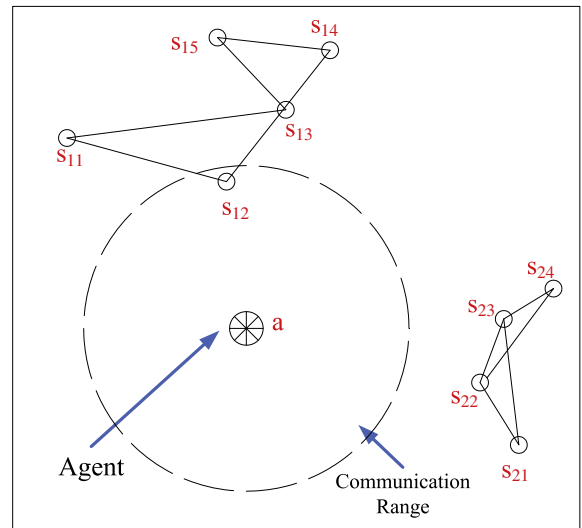 s14
s15
s13
s11
s12
s24
s23
a
s22
Agent
s21
Communication
Range